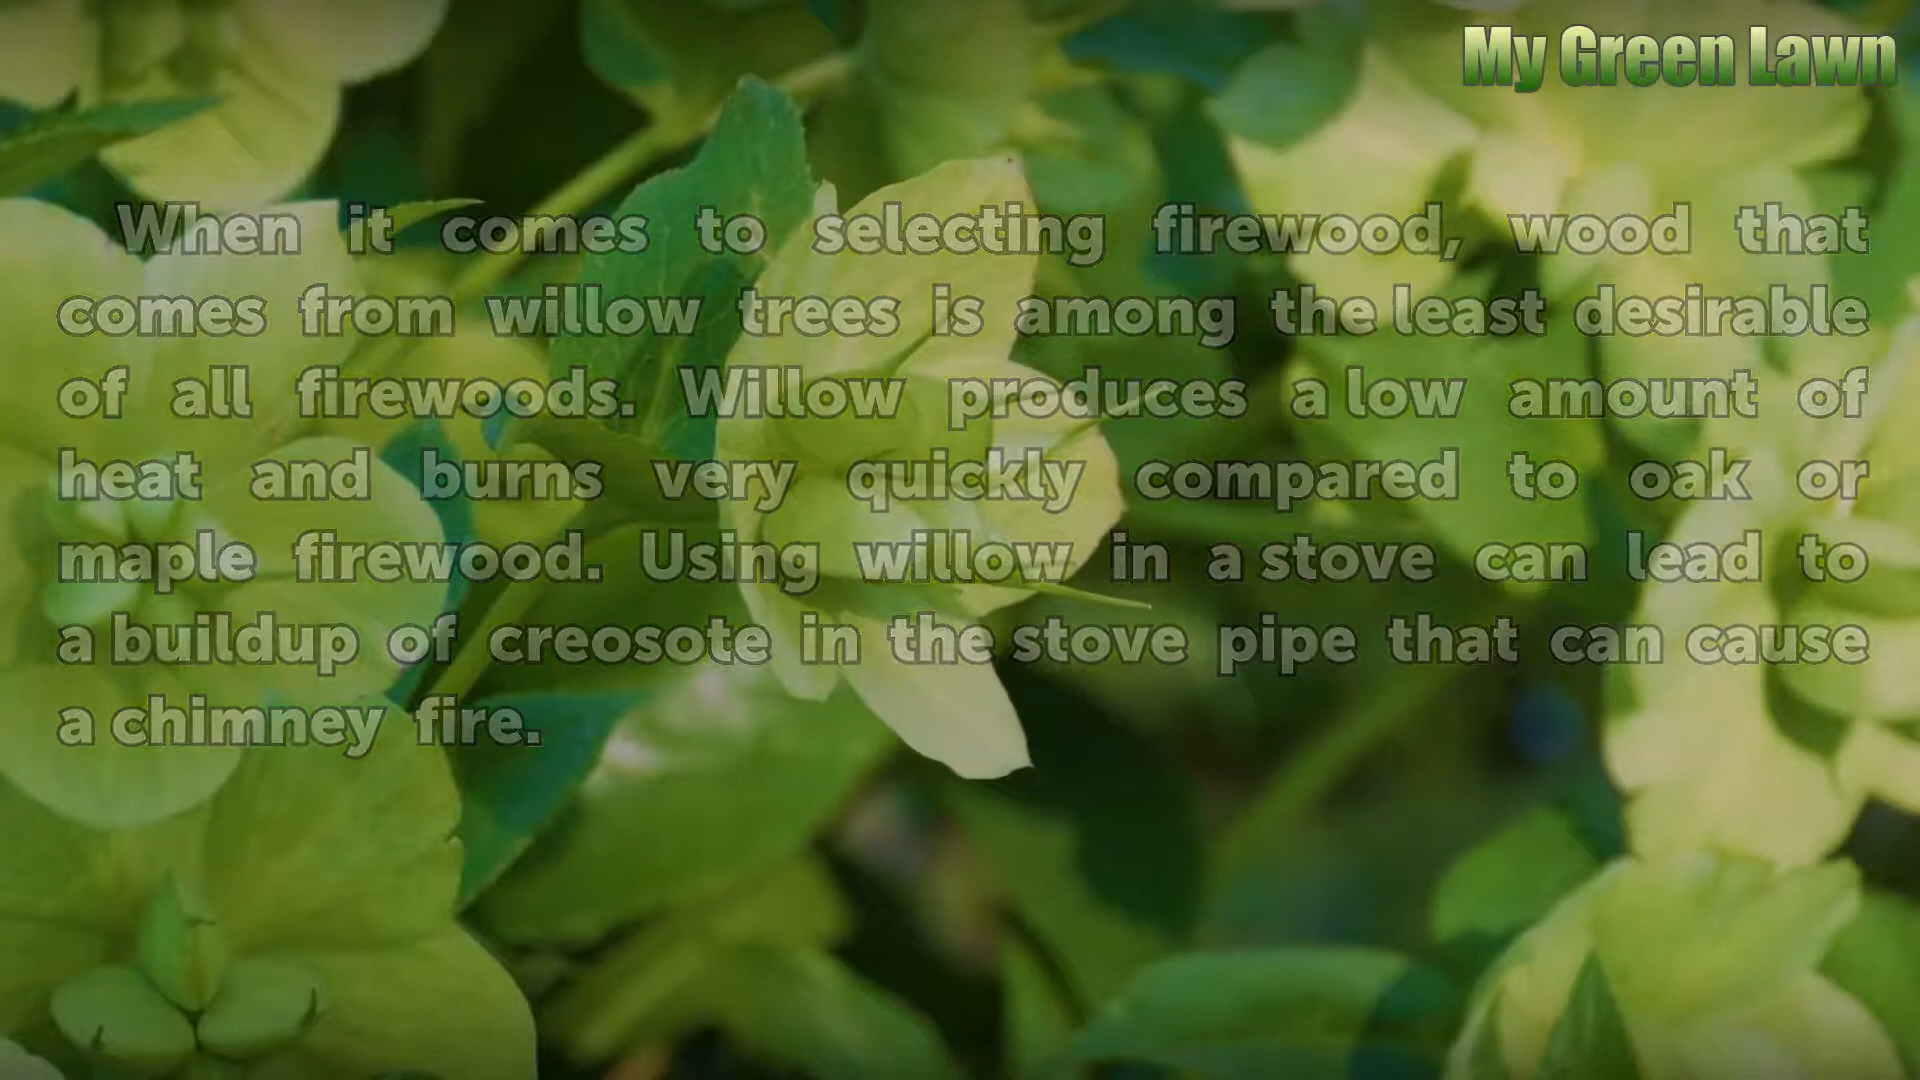 My Green Lawn
When it comes to selecting firewood, wood that
comes from willow trees is among the least desirable
of all firewoods. Willow produces a low amount of
heat and burns very quickly compared to oak or
maple firewood. Using willow in a stove can lead to
a buildup of creosote in the stove pipe that can cause
a chimney fire.